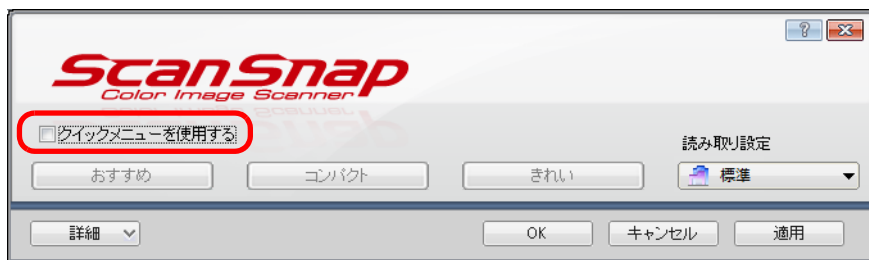 ?
ScanSnap
Color Image Scanner
クイックメニューを使用する
読み取り設定
おすすめ
コンパクト
きれい
標準
詳細
OK
キャンセル
適用